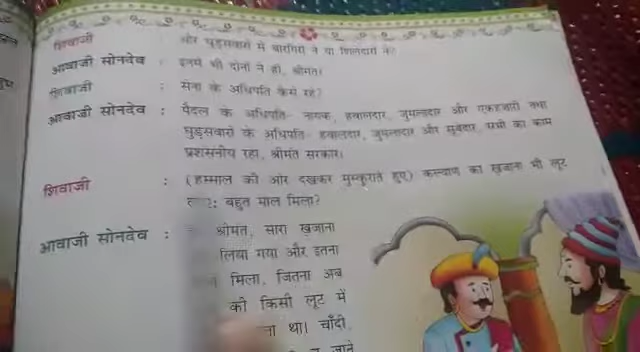 शिवाजी : और घुड़सवारों में बारगिरों ने या शिलेदारों ने?
आवाजी सोनदेव : इनमें भी दोनों ने ही, श्रीमंत।
शिवाजी : सेना के अधिपति कैसे रहे?
आवाजी सोनदेव : पैदल के अधिपति- नायक, हवालदार, जुमलादार और एकहजारी तथा
घुड़सवारों के अधिपति- हवालदार, जुमलादार और सूबेदार, सभी का काम
प्रशंसनीय रहा, श्रीमंत सरकार।
शिवाजी : (हम्माल की ओर देखकर मुस्कुराते हुए) कल्याण का खजाना भी लूट
बहुत माल मिला?
आवाजी सोनदेव : श्रीमंत, सारा खजाना
लिया गया और इतना
मिला, जितना अब
को किसी लूट में
था। चाँदी,
न जाने